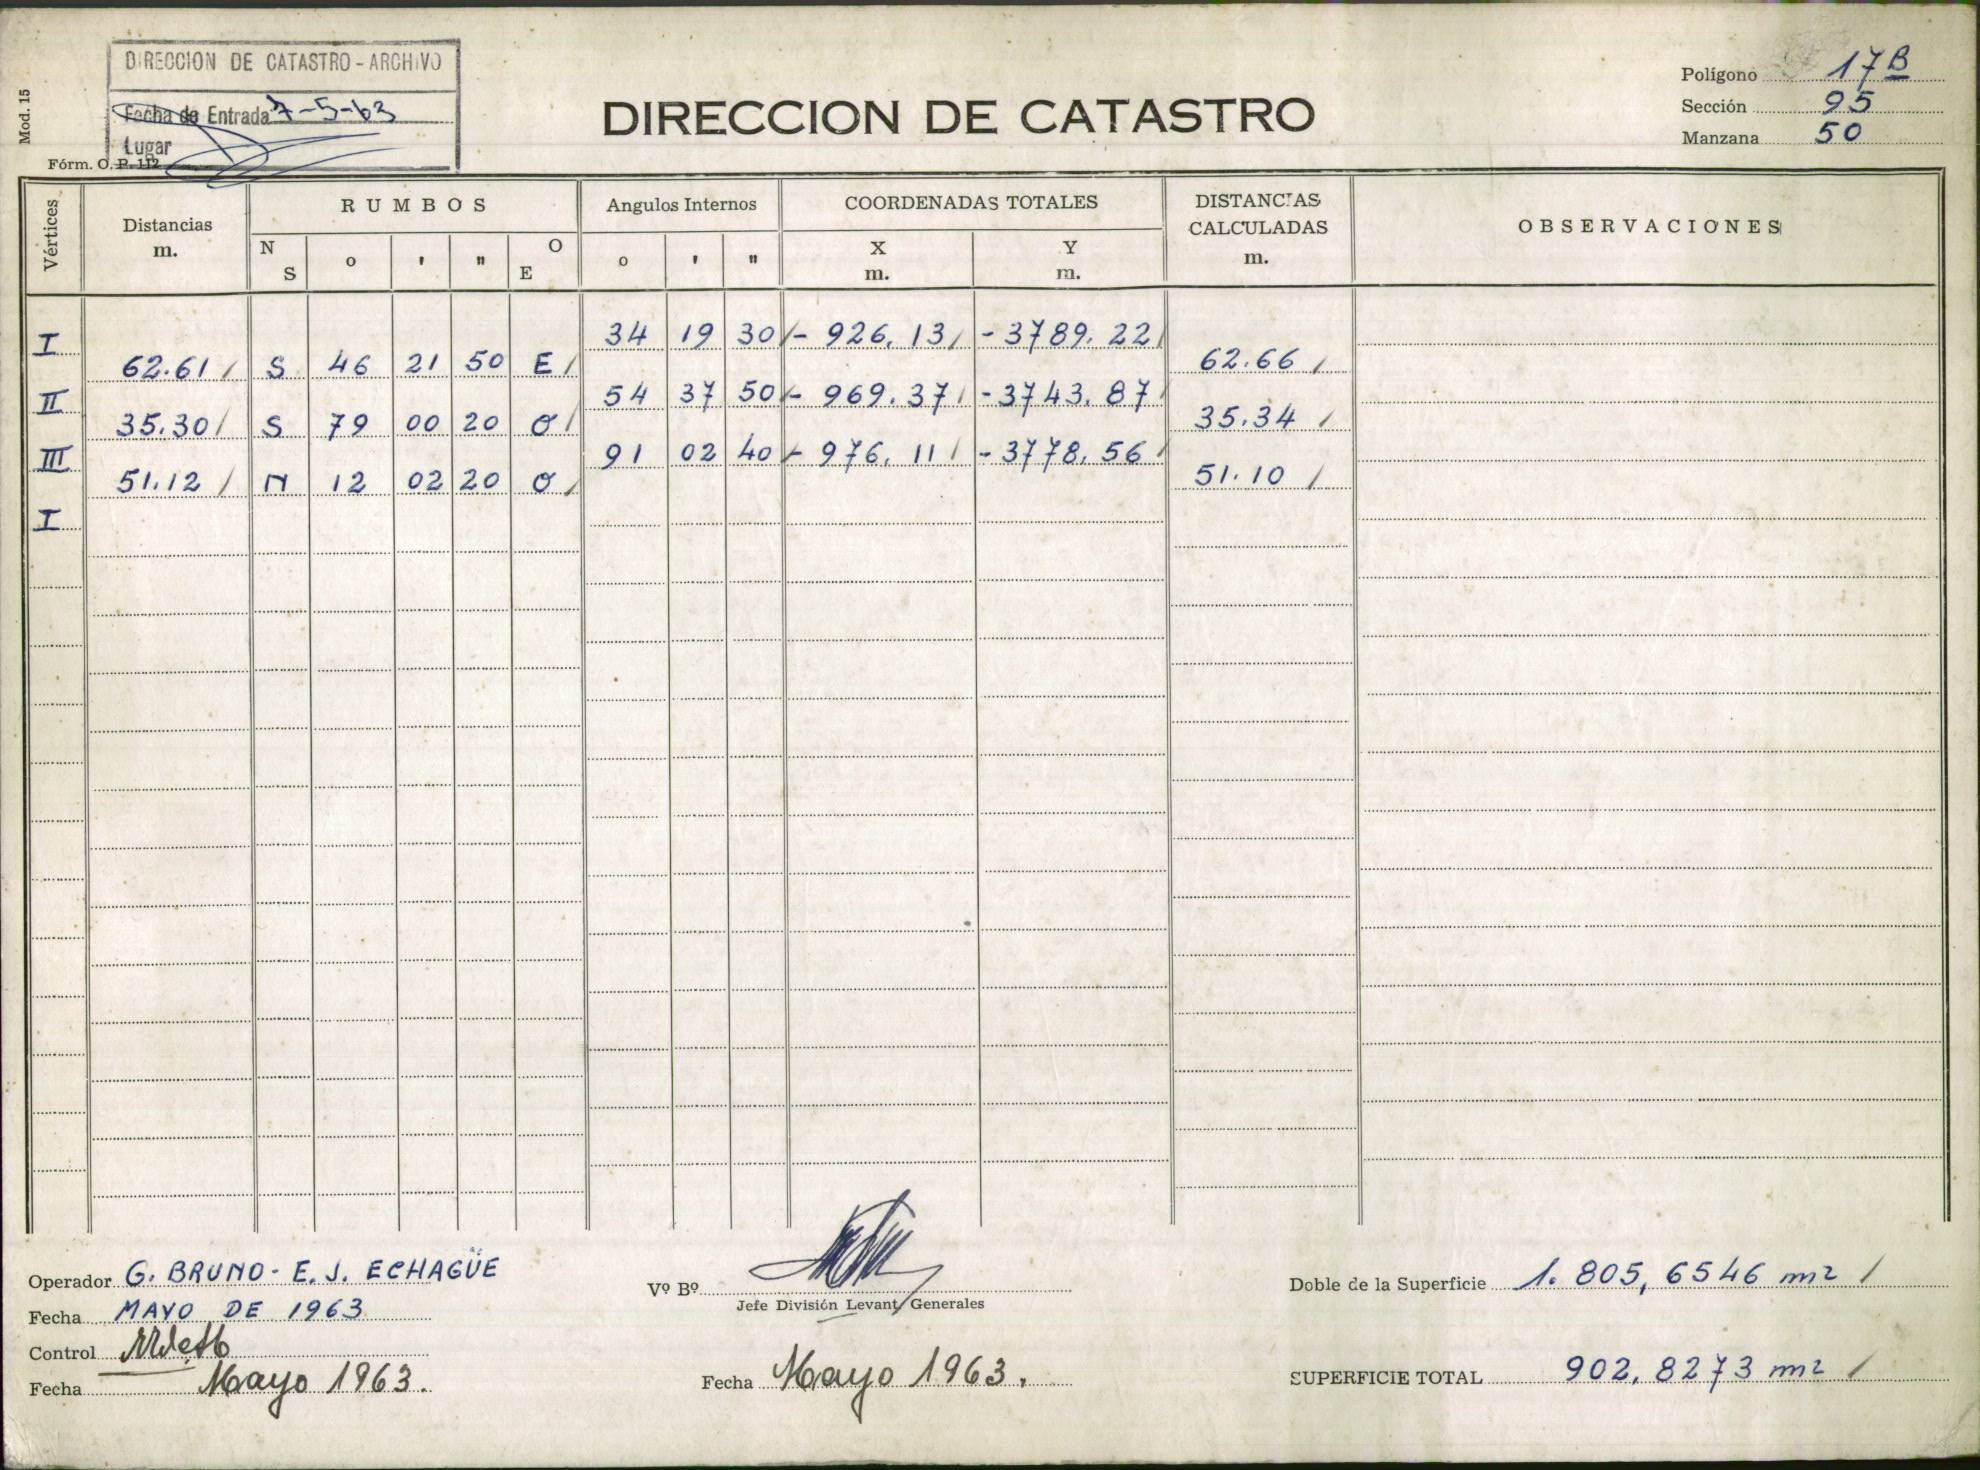 DIRECCION DE CATASTRO - ARCHIVO
Fecha de Entrada 7-5-63
Lugar
Mod. 15
Fórm. O. P. 112
DIRECCION DE CATASTRO
Polígono 17 B
Sección 95
Manzana 50
Vértices
Distancias m.
RUMBOS
N S ° ' " O E
Angulos Internos
° ' "
COORDENADAS TOTALES
X m. Y m.
DISTANCIAS CALCULADAS m.
OBSERVACIONES
I 34 19 30 - 926.13 - 3789.22
62.61 S 46 21 50 E 62.66
II 54 37 50 - 969.37 - 3743.87
35.30 S 79 00 20 O 35.34
III 91 02 40 - 976.11 - 3778.56
51.12 N 12 02 20 O 51.10
I
Operador G. BRUNO - E. J. ECHAGÜE
Fecha MAYO DE 1963
Control
Fecha Mayo 1963.
Vº Bº
Jefe División Levant. Generales
Fecha Mayo 1963.
Doble de la Superficie 1.805,6546 m2
SUPERFICIE TOTAL 902,8273 m2